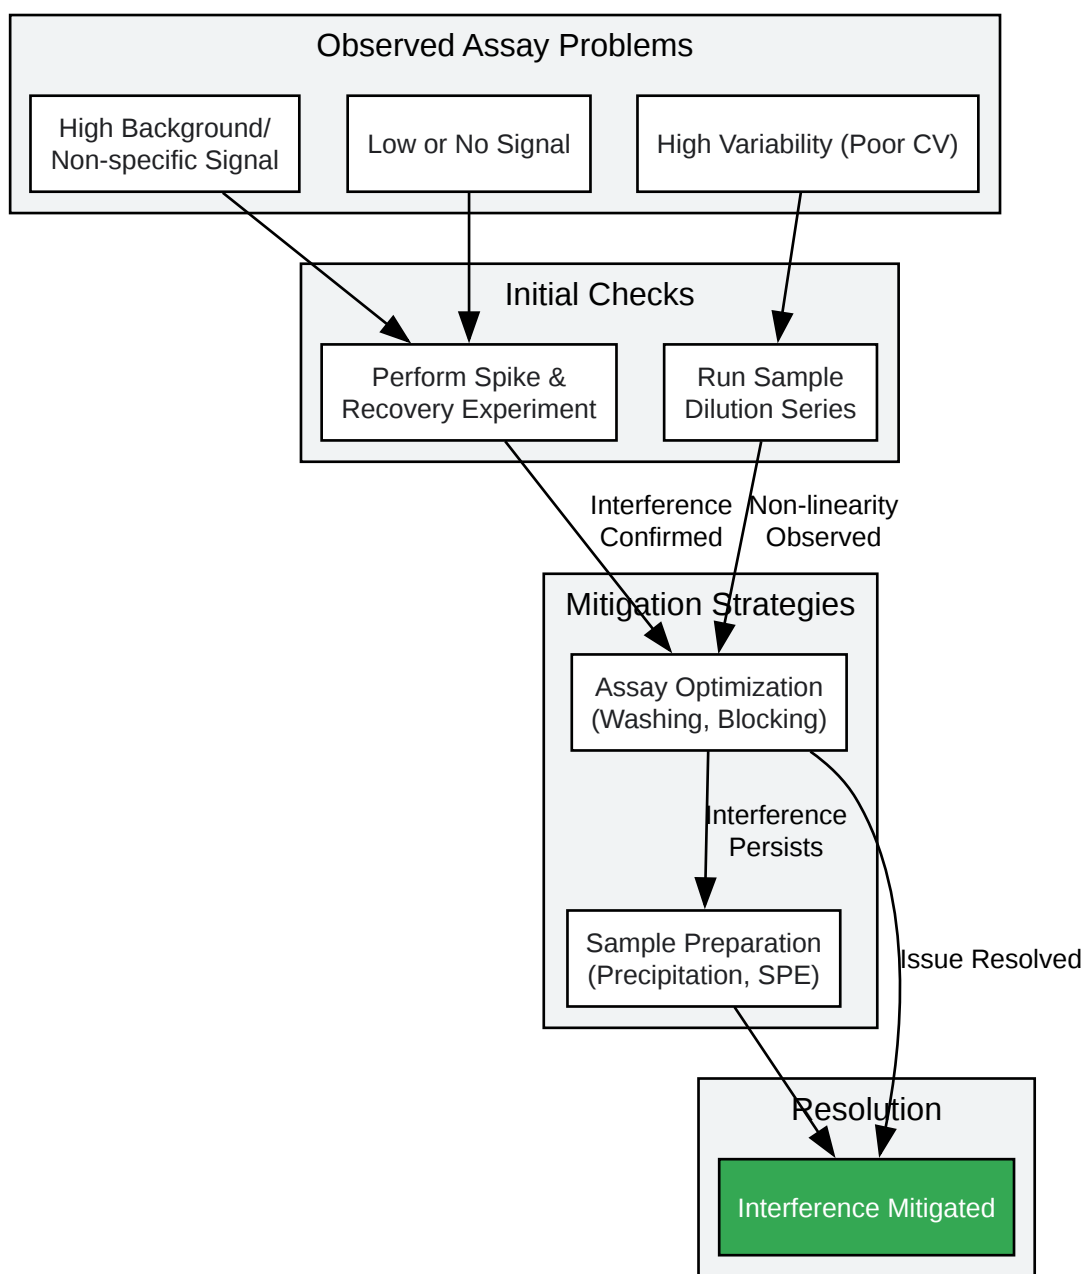 Observed Assay Problems
High Background/
Non-specific Signal
Low or No Signal
High Variability (Poor CV)
Initial Checks
Perform Spike &
Recovery Experiment
Run Sample
Dilution Series
Interference
Confirmed
Non-linearity
Observed
Mitigation Strategies
Assay Optimization
(Washing, Blocking)
Interference
Persists
Sample Preparation
(Precipitation, SPE)
Issue Resolved
Resolution
Interference Mitigated